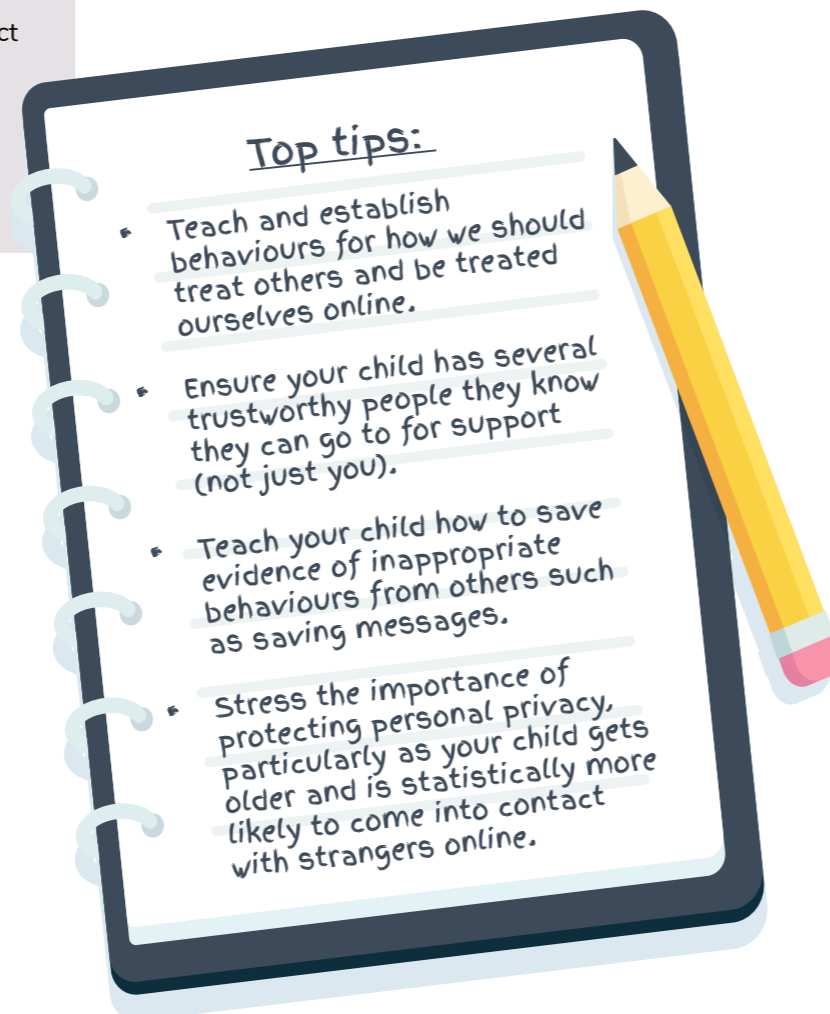 ct
Top tips:
Teach and establish
behaviours for how we should
treat others and be treated
ourselves online.
Ensure your child has several
trustworthy people they know
they can go to for support
(not just you).
Teach your child how to save
evidence of inappropriate
behaviours from others such
as saving messages.
Stress the importance of
protecting personal privacy,
particularly as your child gets
older and is statistically more
likely to come into contact
with strangers online.